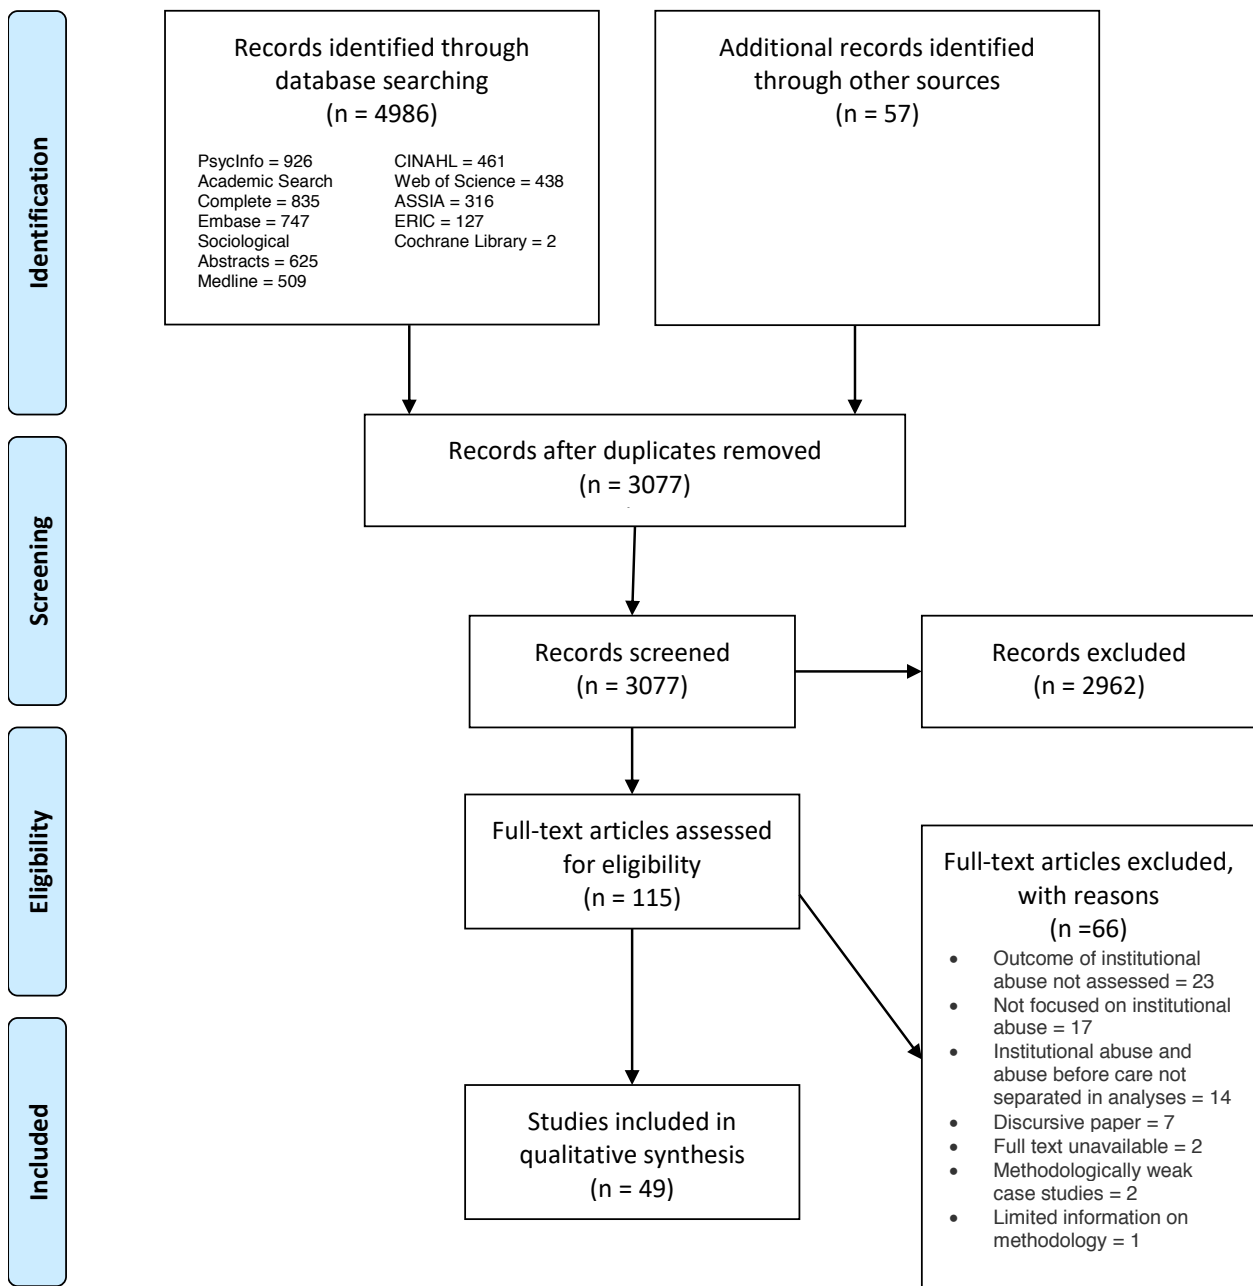 Identification
Records identified through
database searching
(n = 4986)
PsycInfo = 926
Academic Search
Complete = 835
Embase = 747
Sociological
Abstracts = 625
Medline = 509
CINAHL = 461
Web of Science = 438
ASSIA = 316
ERIC = 127
Cochrane Library = 2
Additional records identified
through other sources
(n = 57)
Screening
Records after duplicates removed
(n = 3077)
Records screened
(n = 3077)
Records excluded
(n = 2962)
Eligibility
Full-text articles assessed
for eligibility
(n = 115)
Full-text articles excluded,
with reasons
(n =66)
• Outcome of institutional
abuse not assessed = 23
• Not focused on institutional
abuse = 17
• Institutional abuse and
abuse before care not
separated in analyses = 14
• Discursive paper = 7
• Full text unavailable = 2
• Methodologically weak
case studies = 2
• Limited information on
methodology = 1
Included
Studies included in
qualitative synthesis
(n = 49)